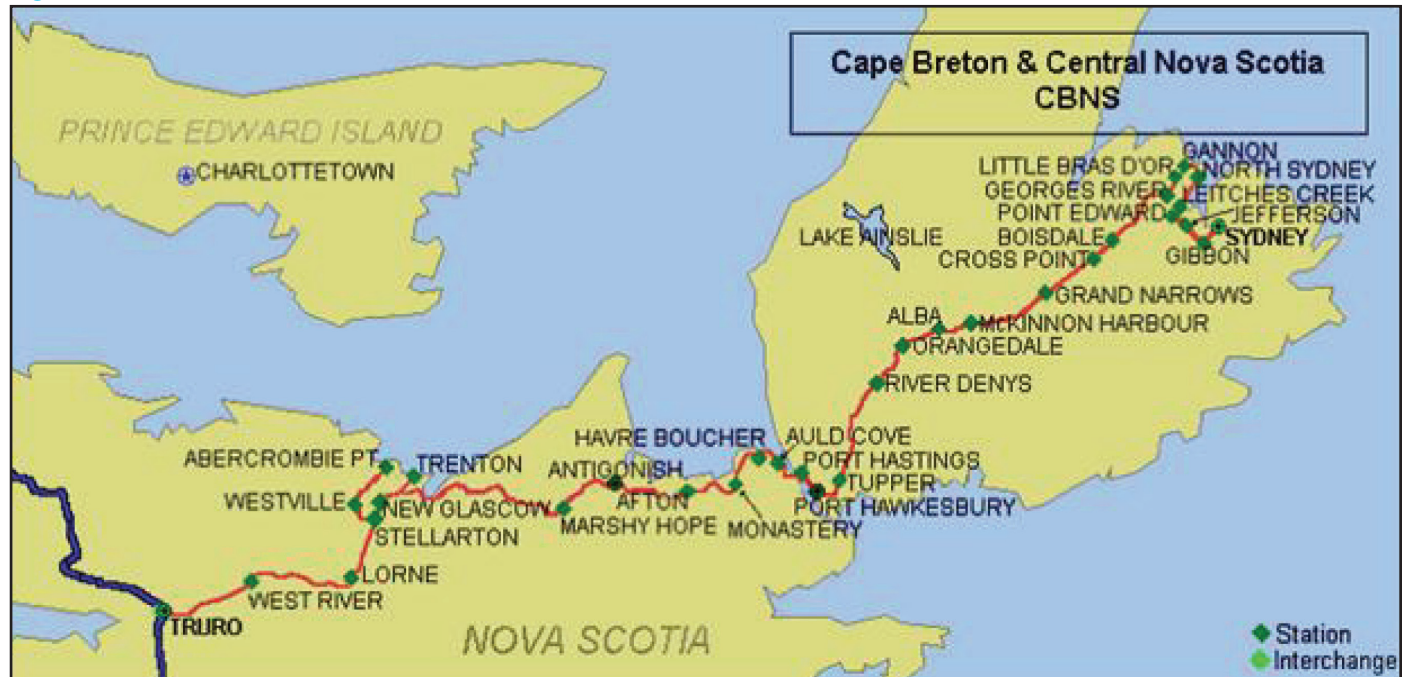 Cape Breton & Central Nova Scotia
CBNS
PRINCE EDWARD ISLAND
CHARLOTTETOWN
GANNON
LITTLE BRAS D'OR
NORTH SYDNEY
GEORGES RIVER
LEITCHES CREEK
POINT EDWARD
JEFFERSON
LAKE AINSLIE
BOISDALE
SYDNEY
CROSS POINT
GIBBON
GRAND NARROWS
ALBA
McKINNON HARBOUR
ORANGEDALE
RIVER DENYS
HAVRE BOUCHER
AULD COVE
ABERCROMBIE PT
TRENTON
ANTIGONISH
PORT HASTINGS
TUPPER
WESTVILLE
NEW GLASCOW
AFTON
PORT HAWKESBURY
STELLARTON
MARSHY HOPE
MONASTERY
LORNE
WEST RIVER
TRURO
NOVA SCOTIA
Station
Interchange